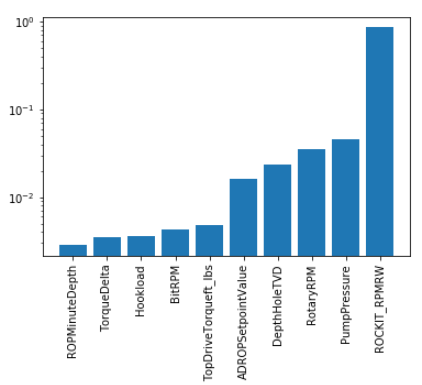 10⁰
10⁻¹
10⁻²
ROPMinuteDepth
TorqueDelta
Hookload
BitRPM
TopDriveTorqueft_lbs
ADROPSetpointValue
DepthHoleTVD
RotaryRPM
PumpPressure
ROCKIT_RPMRW